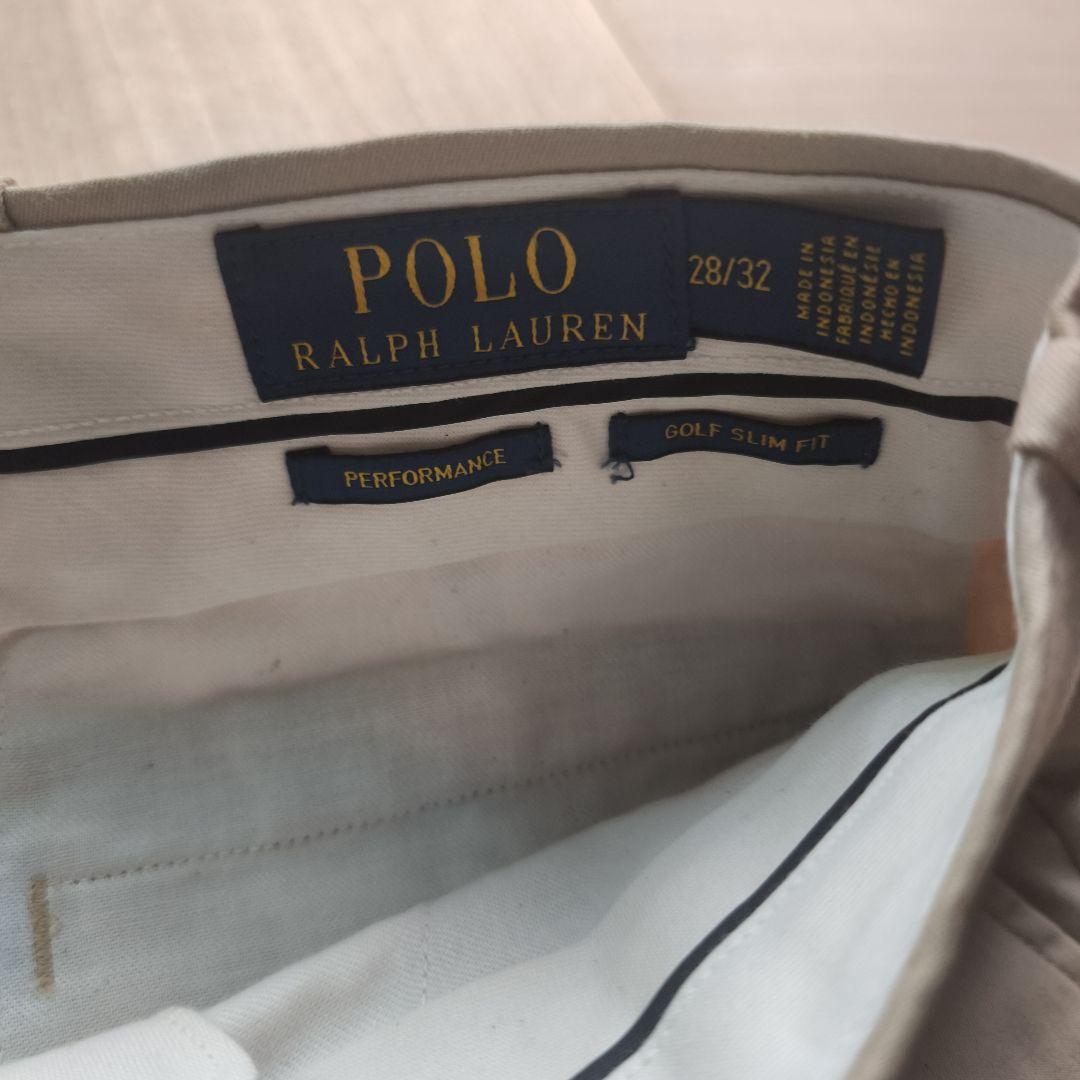 POLO
RALPH LAUREN
28/32
MADE IN
INDONESIA
FABRIQUÉ EN
INDONÉSIE
HECHO EN
INDONESIA
PERFORMANCE
GOLF SLIM FIT